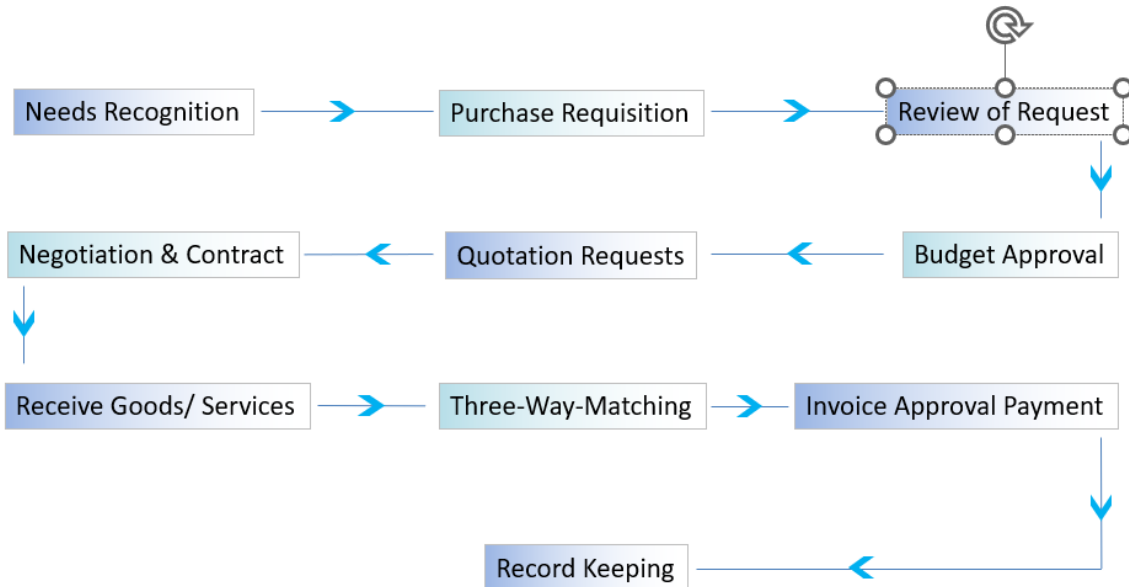 Needs Recognition
Purchase Requisition
Review of Request
Budget Approval
Quotation Requests
Negotiation & Contract
Receive Goods/ Services
Three-Way-Matching
Invoice Approval Payment
Record Keeping